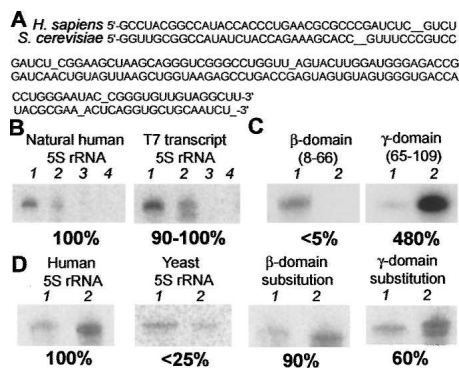 A
H. sapiens 5'-GCCUACGGCCAUACCACCCUGAACGCGCCCGAUCUC__GUCU
S. cerevisiae 5'-GGUUGCGGCCAUAUCUACCAGAAAGCACC__GUUUCCCGUCC
GAUCU_CGGAAGCUAAGCAGGGUCGGGCCUGGUU_AGUACUUGGAUGGGAGACCG
GAUCAACUGUAGUUAAGCUGGUAAGAGCCUGACCGAGUAGUGUAGUGGGUGACCA
CCUGGGAAUAC_CGGGUGUUGUAGGCUU-3'
UACGCGAA_ACUCAGGUGCUGCAAUCU_-3'
B Natural human T7 transcript C β-domain γ-domain
5S rRNA 5S rRNA (8-66) (65-109)
1 2 3 4 1 2 3 4 1 2 1 2
100% 90-100% <5% 480%
D Human Yeast β-domain γ-domain
5S rRNA 5S rRNA subsitution substitution
1 2 1 2 1 2 1 2
100% <25% 90% 60%